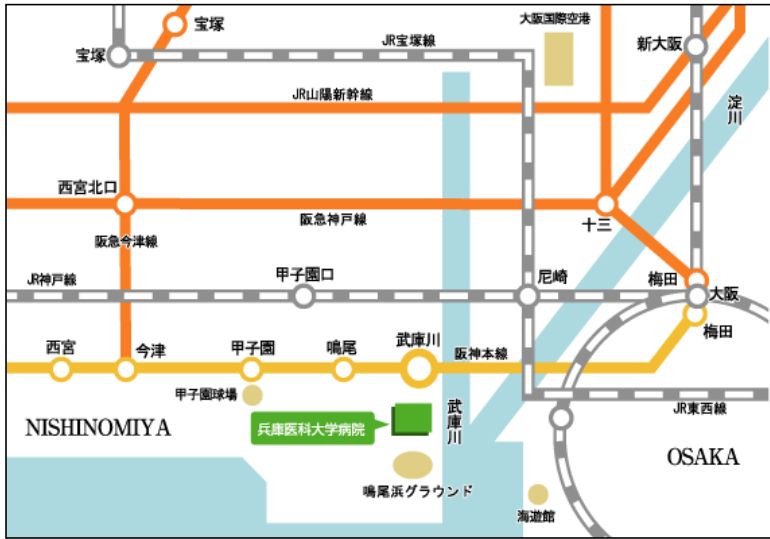 大阪国際空港
宝塚
宝塚
JR宝塚線
新大阪
JR山陽新幹線
淀川
西宮北口
阪急神戸線
十三
阪急今津線
JR神戸線
甲子園口
尼崎
梅田
大阪
梅田
西宮
今津
甲子園
鳴尾
武庫川
阪神本線
甲子園球場
武庫川
JR東西線
NISHINOMIYA
兵庫医科大学病院
OSAKA
鳴尾浜グラウンド
海遊館